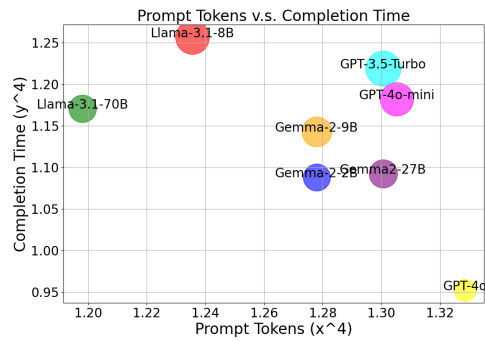 Prompt Tokens v.s. Completion Time
Completion Time (y^4)
1.25
1.20
1.15
1.10
1.05
1.00
0.95
Llama-3.1-8B
GPT-3.5-Turbo
GPT-4o-mini
Llama-3.1-70B
Gemma-2-9B
Gemma-2-2B
Gemma2-27B
GPT-4o
1.20 1.22 1.24 1.26 1.28 1.30 1.32
Prompt Tokens (x^4)